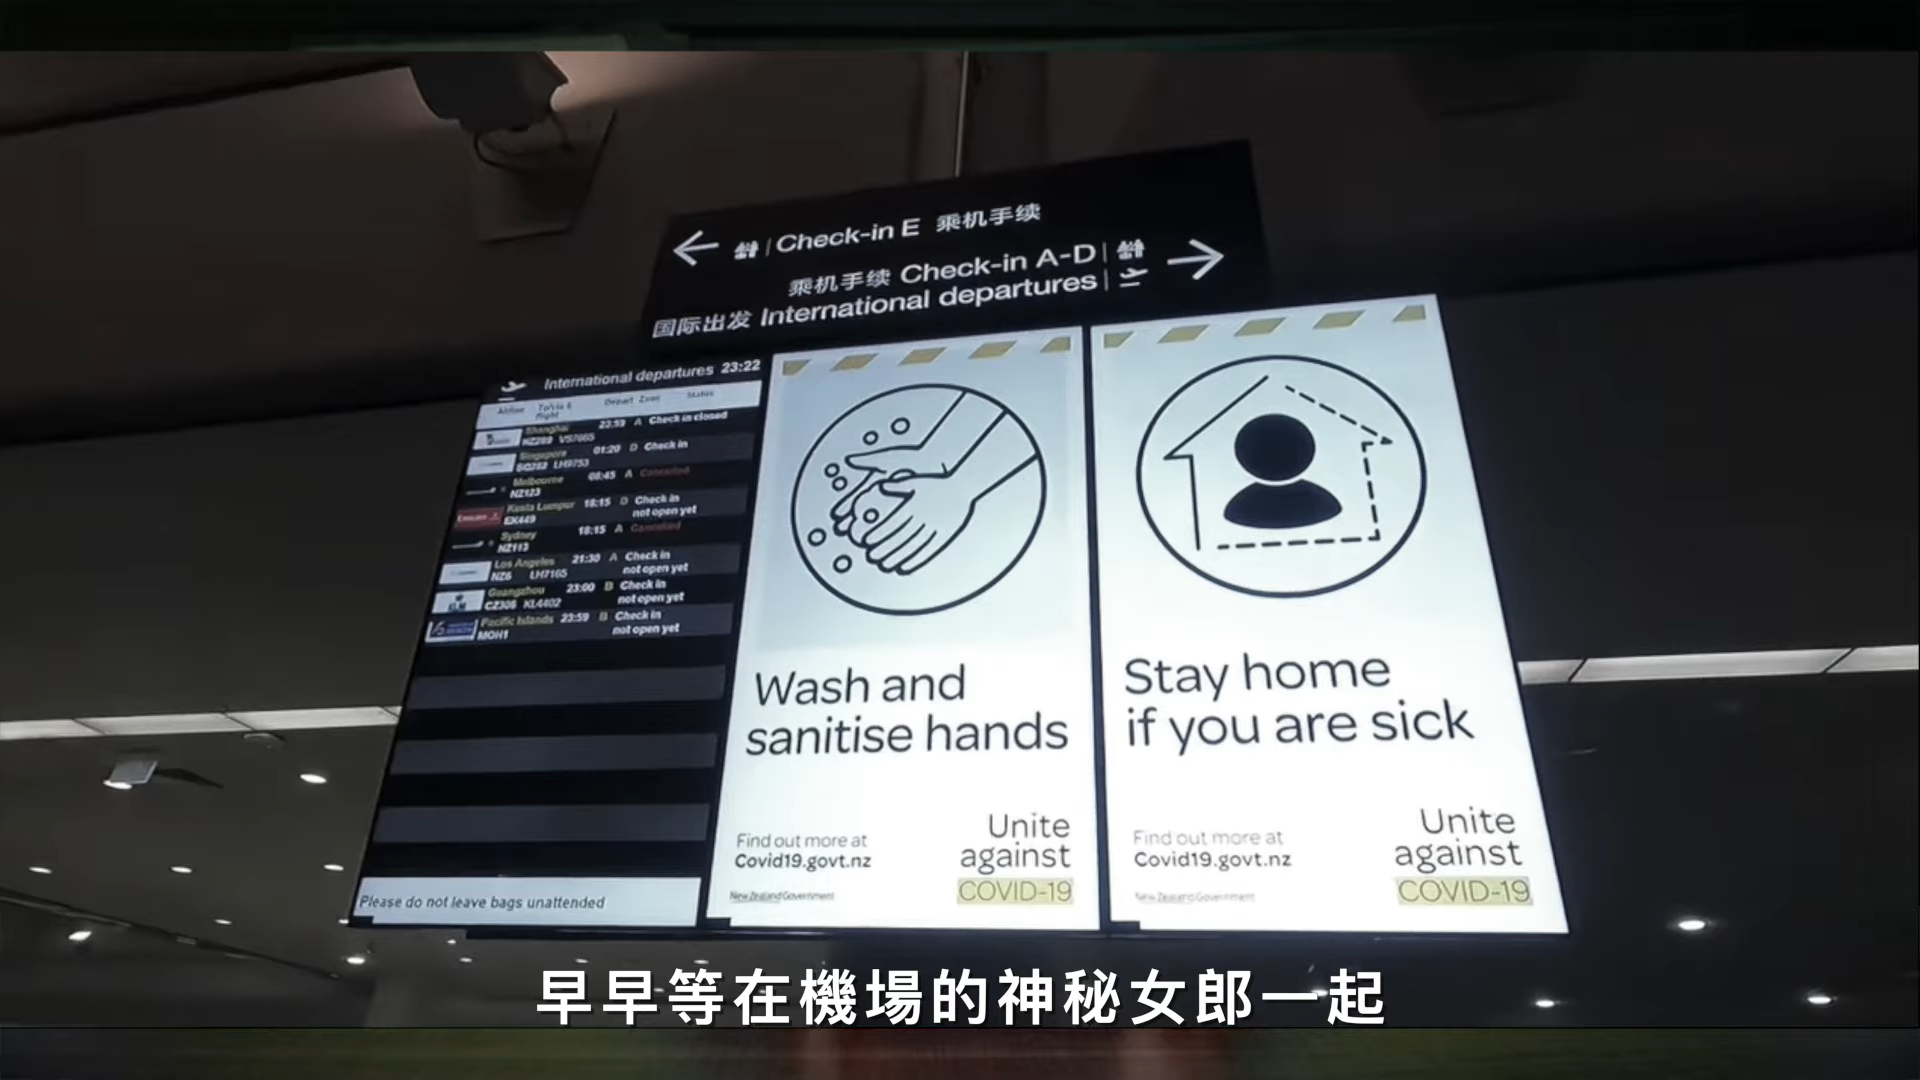 Check-in E 乘机手续
乘机手续 Check-in A-D
国际出发 International departures
International departures 23:22
Airline To/via & flight Depart Zone Status
Shanghai 23:59 A Check in closed
NZ289 VS7665
Singapore 01:20 D Check in
SQ282 LH9753
Melbourne 08:45 A Cancelled
NZ123
Emirates Kuala Lumpur 18:15 D Check in
EK449 not open yet
Sydney 18:15 A Cancelled
NZ113
Los Angeles 21:30 A Check in
NZ6 LH7165 not open yet
Guangzhou 23:00 B Check in
CZ306 KL4402 not open yet
Pacific Islands 23:59 B Check in
MOH1 not open yet
Please do not leave bags unattended
Wash and
sanitise hands
Find out more at
Covid19.govt.nz
New Zealand Government
Unite
against
COVID-19
Stay home
if you are sick
Find out more at
Covid19.govt.nz
New Zealand Government
Unite
against
COVID-19
早早等在機場的神秘女郎一起